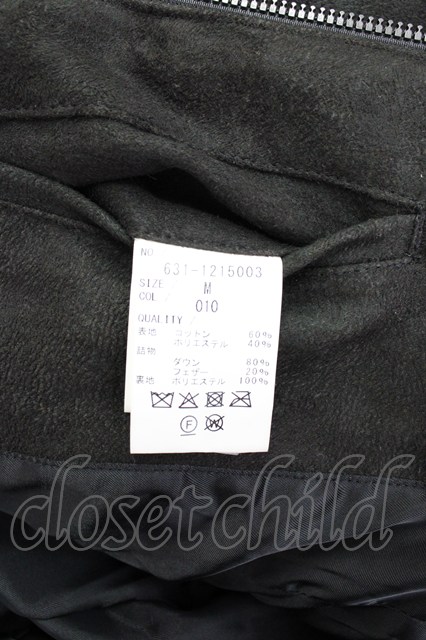 NO.
631-1215003
SIZE / M
COL / 010
QUALITY /
表地 コットン 60%
ポリエステル 40%
詰物
ダウン 80%
フェザー 20%
裏地 ポリエステル 100%
F W
closetchild